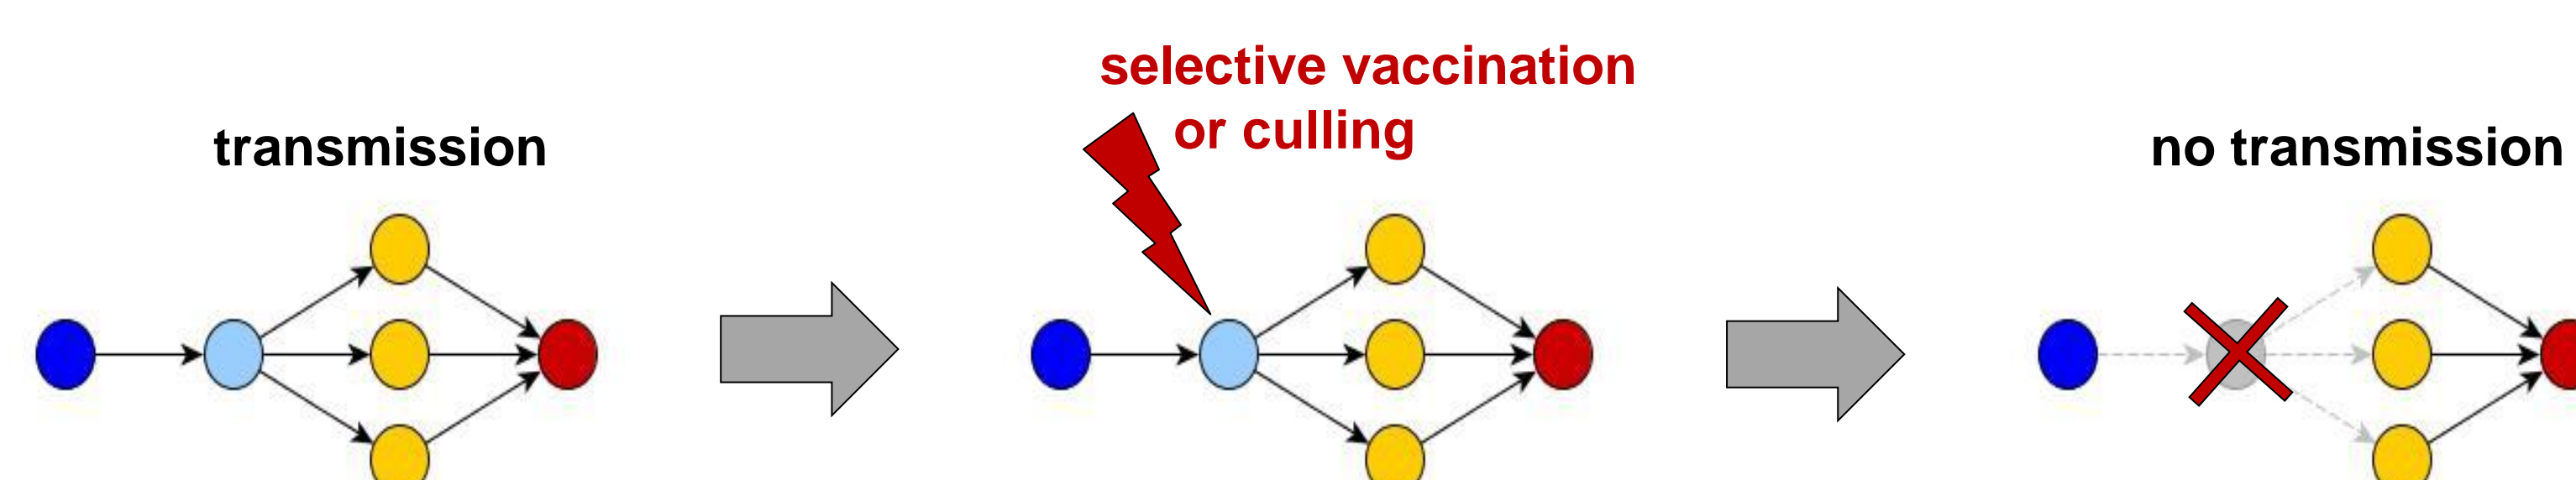 transmission
selective vaccination
or culling
no transmission